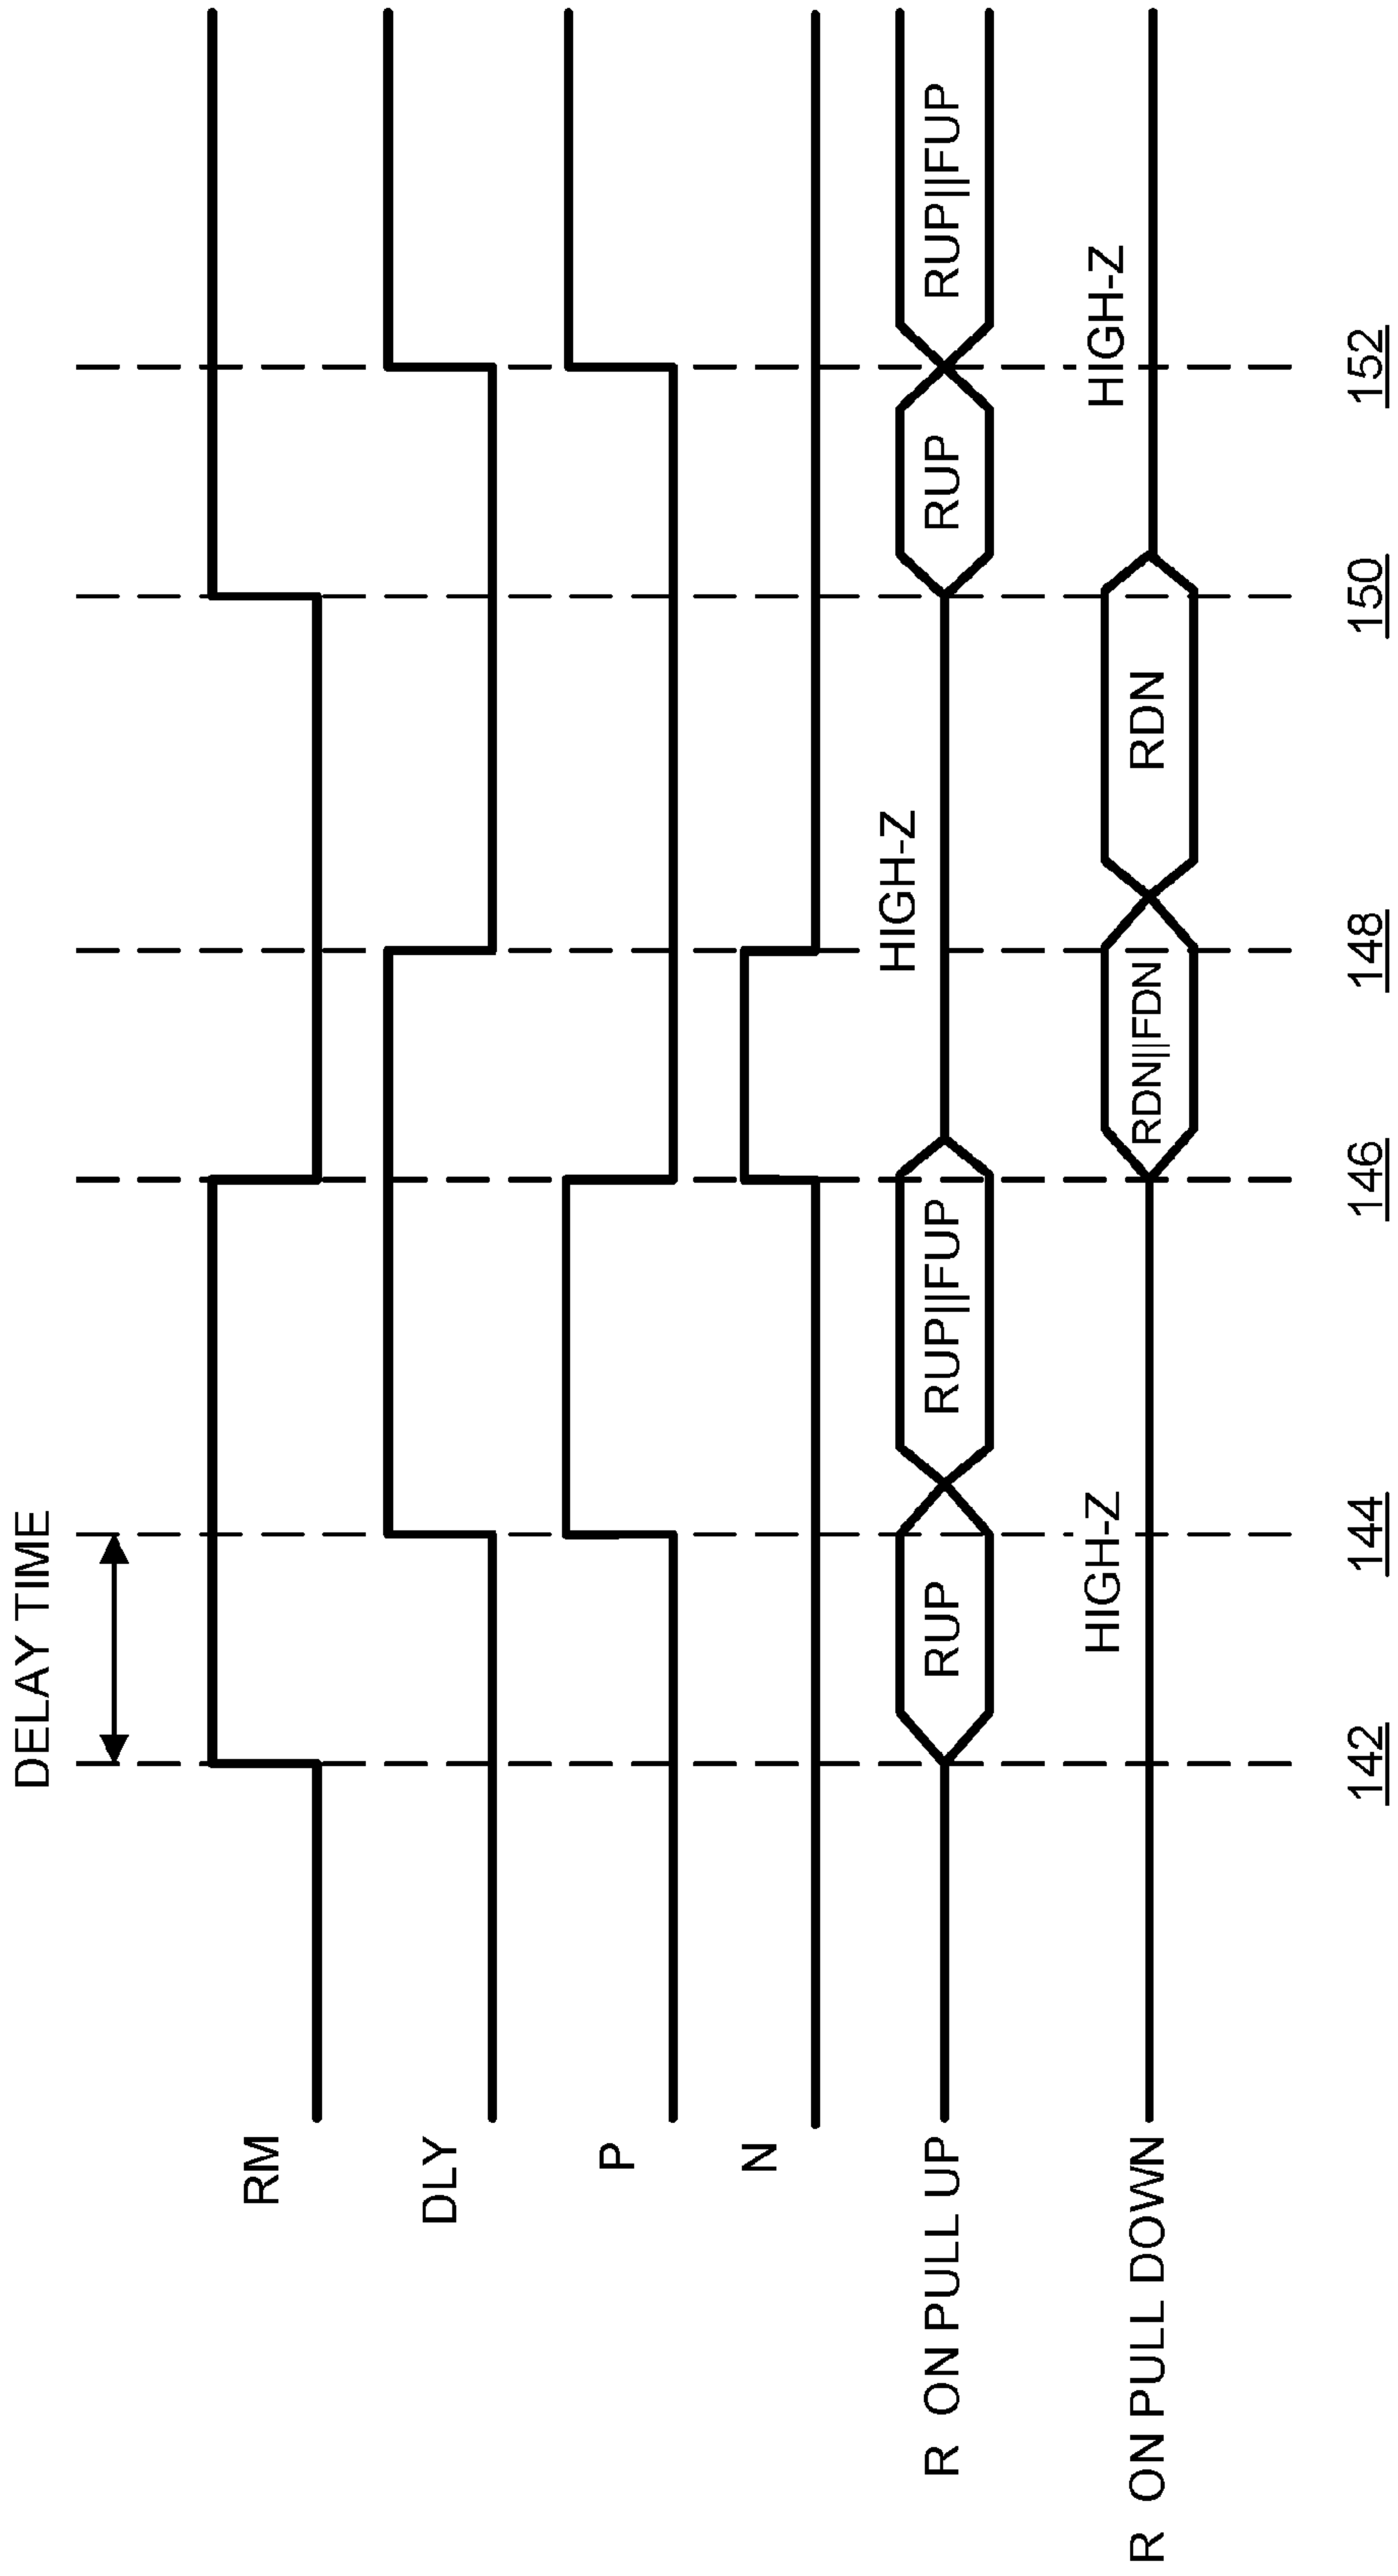 DELAY TIME
RM
DLY
P
N
R ON PULL UP
RUP
RUP||FUP
HIGH-Z
RUP
RUP||FUP
R ON PULL DOWN
HIGH-Z
RDN||FDN
RDN
HIGH-Z
142
144
146
148
150
152